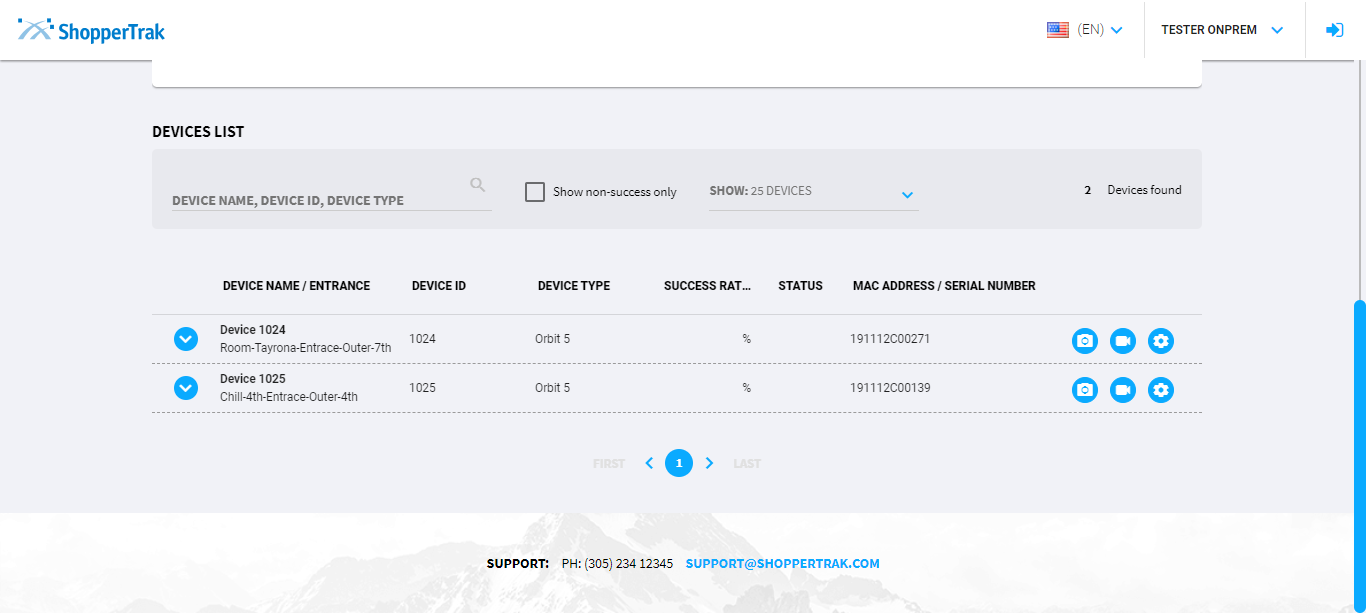 ShopperTrak
(EN)
TESTER ONPREM
DEVICES LIST
DEVICE NAME, DEVICE ID, DEVICE TYPE
Show non-success only
SHOW: 25 DEVICES
2 Devices found
DEVICE NAME / ENTRANCE DEVICE ID DEVICE TYPE SUCCESS RAT... STATUS MAC ADDRESS / SERIAL NUMBER
Device 1024
Room-Tayrona-Entrace-Outer-7th 1024 Orbit 5 % 191112C00271
Device 1025
Chill-4th-Entrace-Outer-4th 1025 Orbit 5 % 191112C00139
FIRST 1 LAST
SUPPORT: PH: (305) 234 12345 SUPPORT@SHOPPERTRAK.COM